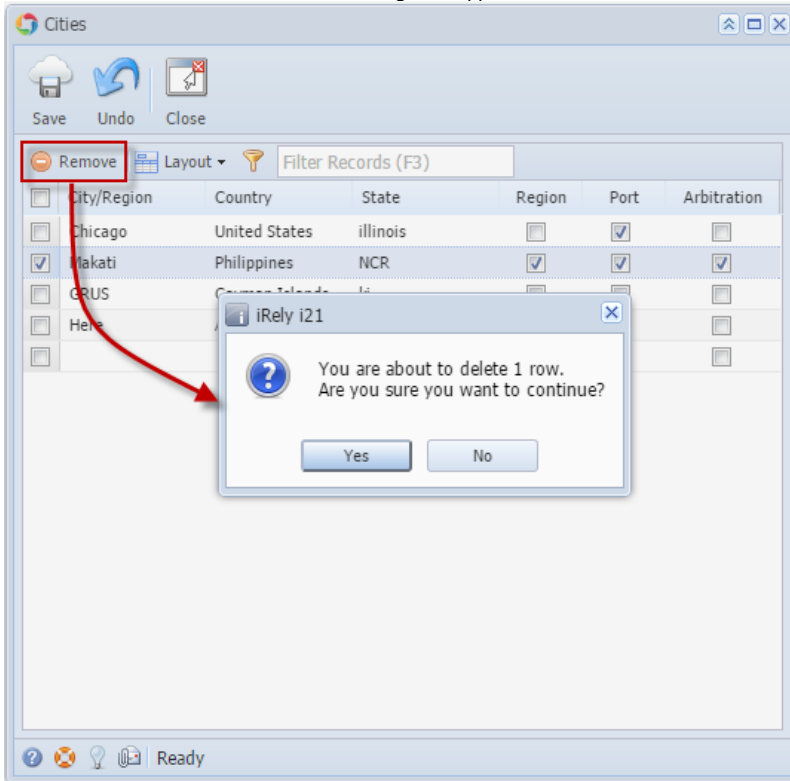 Cities
Save Undo Close
Remove Layout Filter Records (F3)
City/Region Country State Region Port Arbitration
Chicago United States illinois
Makati Philippines NCR
GRUS Cayman Islands
Here
iRely i21
You are about to delete 1 row.
Are you sure you want to continue?
Yes No
Ready